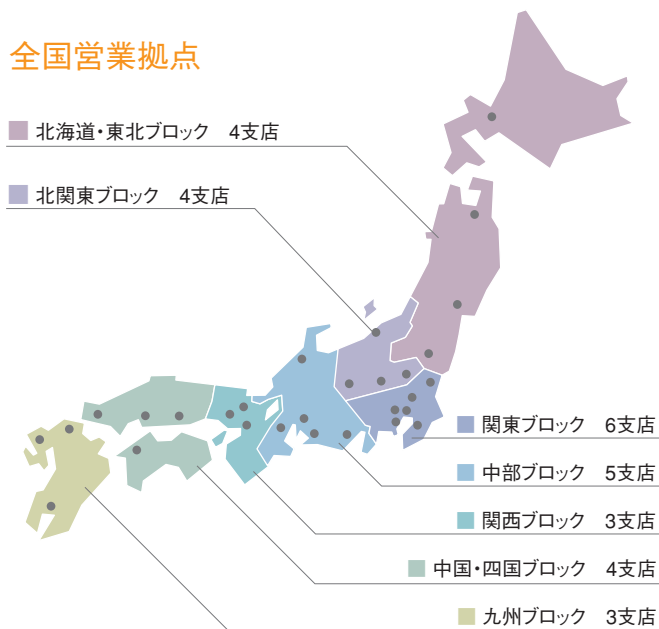 全国営業拠点
北海道・東北ブロック 4支店
北関東ブロック 4支店
関東ブロック 6支店
中部ブロック 5支店
関西ブロック 3支店
中国・四国ブロック 4支店
九州ブロック 3支店